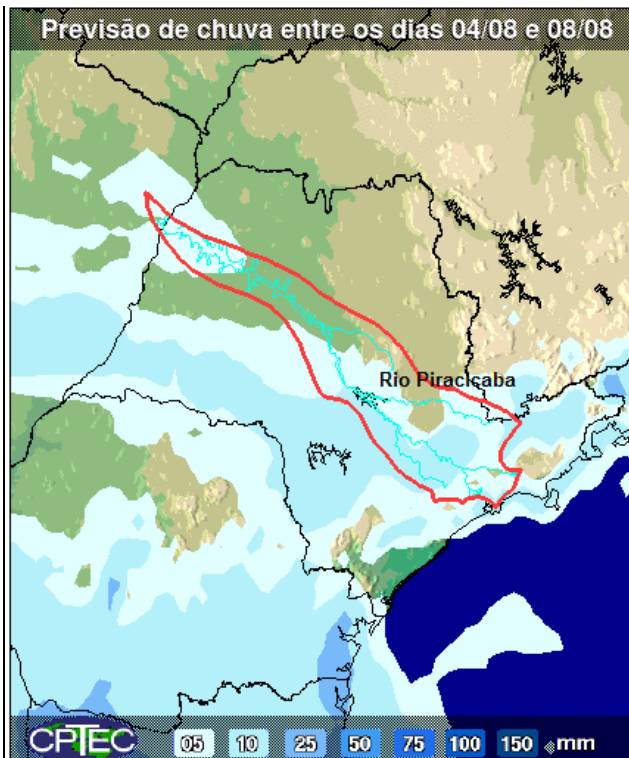 Previsão de chuva entre os dias 04/08 e 08/08
Rio Piracicaba
CPTEC 05 10 25 50 75 100 150 mm